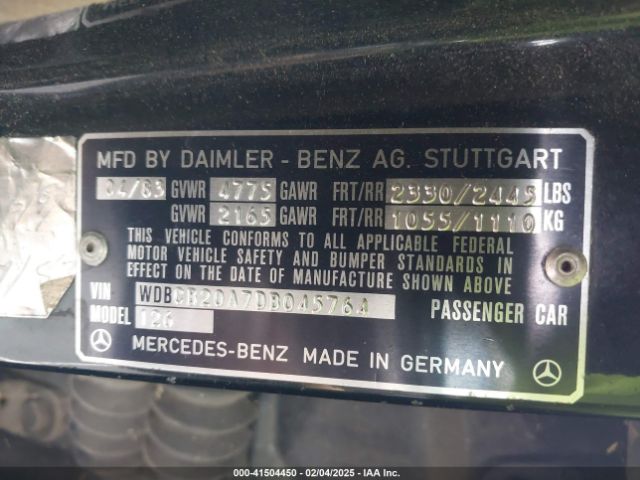 MFD BY DAIMLER - BENZ AG. STUTTGART
04/83 GVWR 4775 GAWR FRT/RR 2330/2445 LBS
GVWR 2165 GAWR FRT/RR 1055/1110 KG
THIS VEHICLE CONFORMS TO ALL APPLICABLE FEDERAL
MOTOR VEHICLE SAFETY AND BUMPER STANDARDS IN
EFFECT ON THE DATE OF MANUFACTURE SHOWN ABOVE
VIN WDBCB20A7DB045764
MODEL 126 PASSENGER CAR
MERCEDES-BENZ MADE IN GERMANY
000-41504450 - 02/04/2025 - IAA Inc.